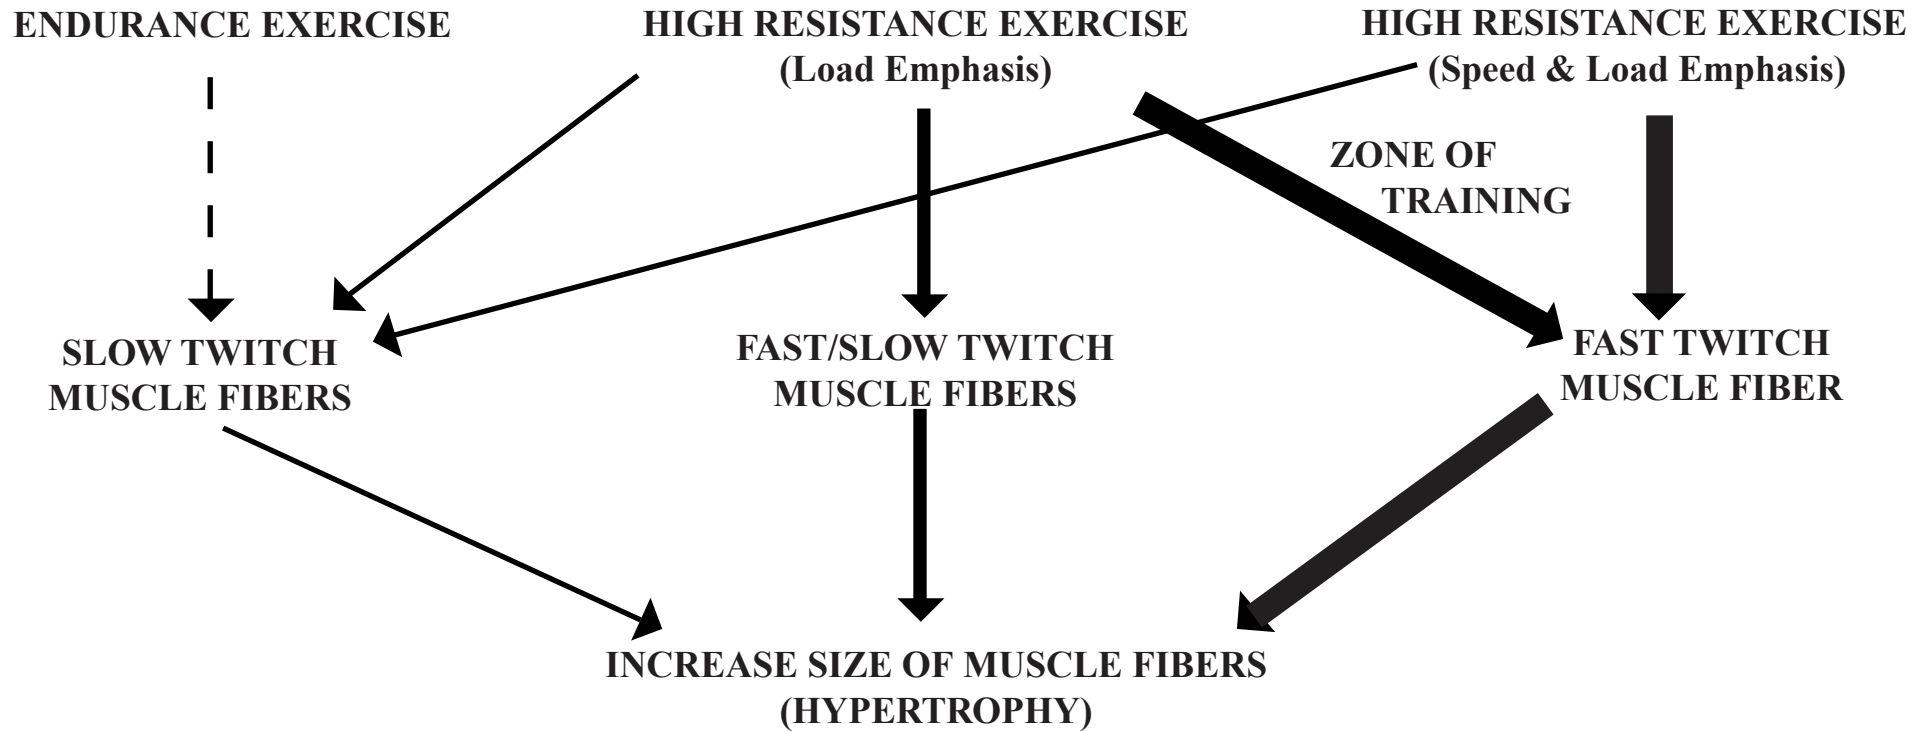 ENDURANCE EXERCISE
HIGH RESISTANCE EXERCISE
(Load Emphasis)
HIGH RESISTANCE EXERCISE
(Speed & Load Emphasis)
ZONE OF
TRAINING
SLOW TWITCH
MUSCLE FIBERS
FAST/SLOW TWITCH
MUSCLE FIBERS
FAST TWITCH
MUSCLE FIBER
INCREASE SIZE OF MUSCLE FIBERS
(HYPERTROPHY)